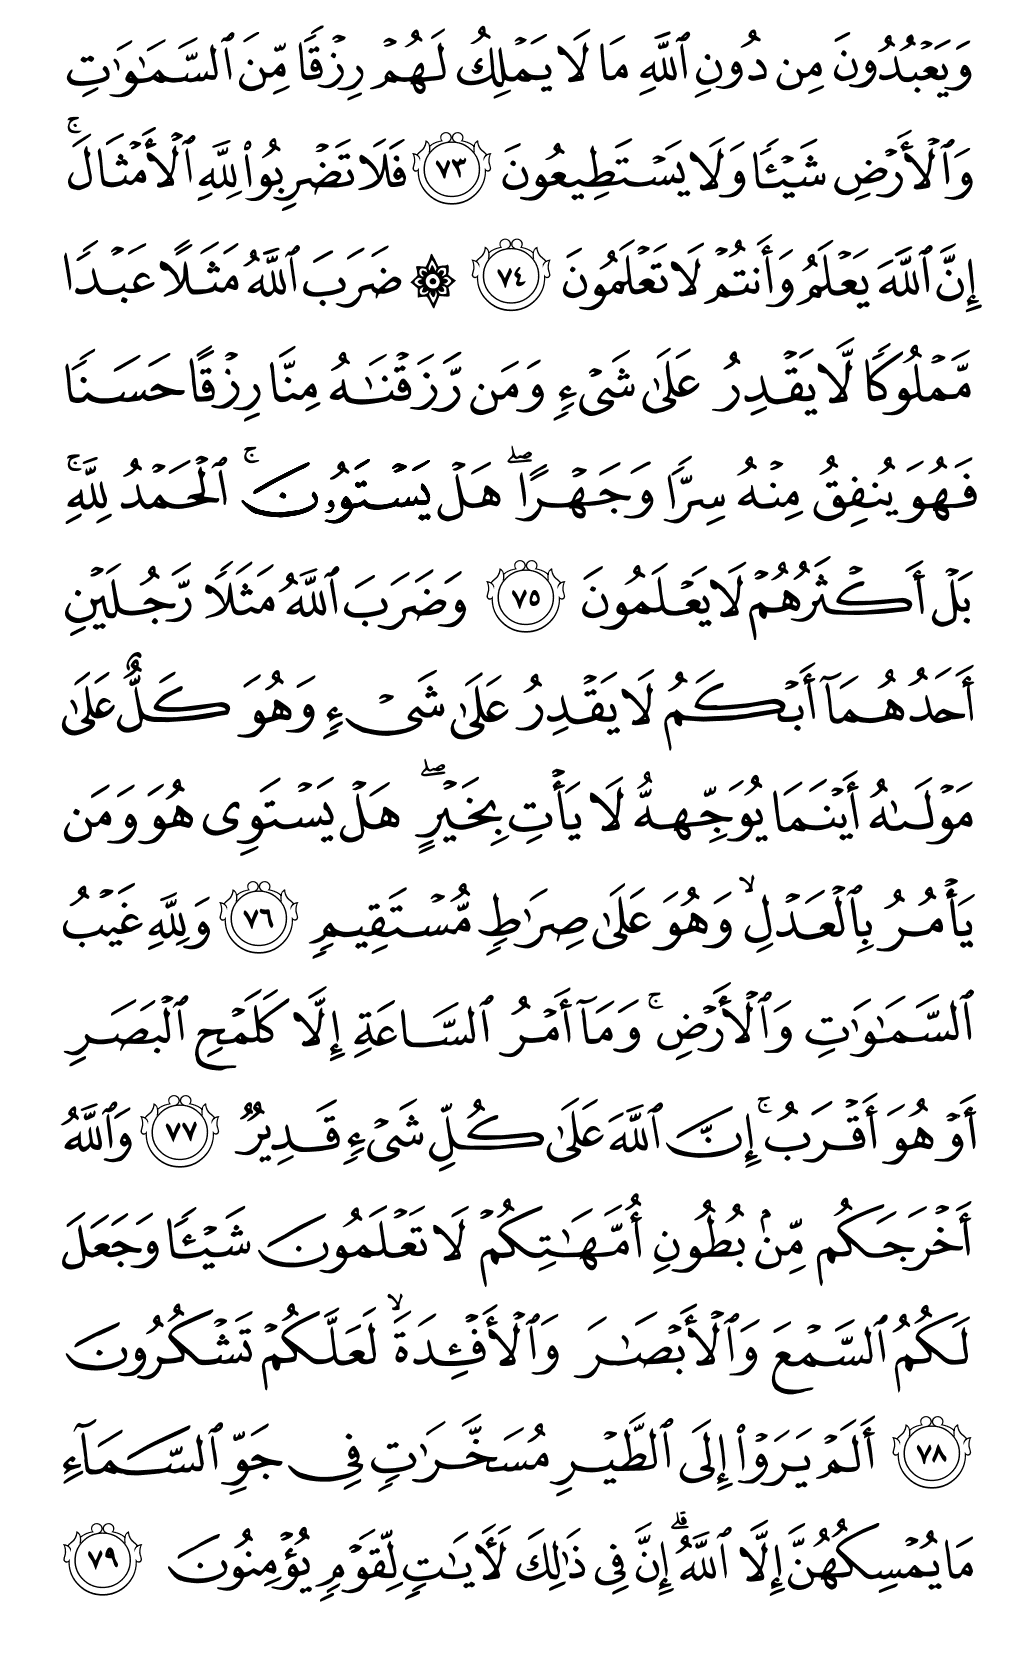 وَيَعۡبُدُونَ مِن دُونِ ٱللَّهِ مَا لَا يَمۡلِكُ لَهُمۡ رِزۡقٗا مِّنَ ٱلسَّمَٰوَٰتِ
وَٱلۡأَرۡضِ شَيۡـٔٗا وَلَا يَسۡتَطِيعُونَ ٧٣ فَلَا تَضۡرِبُواْ لِلَّهِ ٱلۡأَمۡثَالَۚ
إِنَّ ٱللَّهَ يَعۡلَمُ وَأَنتُمۡ لَا تَعۡلَمُونَ ٧٤ ۞ ضَرَبَ ٱللَّهُ مَثَلًا عَبۡدٗا
مَّمۡلُوكٗا لَّا يَقۡدِرُ عَلَىٰ شَيۡءٖ وَمَن رَّزَقۡنَٰهُ مِنَّا رِزۡقًا حَسَنٗا
فَهُوَ يُنفِقُ مِنۡهُ سِرّٗا وَجَهۡرًاۖ هَلۡ يَسۡتَوُۥنَۚ ٱلۡحَمۡدُ لِلَّهِۚ
بَلۡ أَكۡثَرُهُمۡ لَا يَعۡلَمُونَ ٧٥ وَضَرَبَ ٱللَّهُ مَثَلٗا رَّجُلَيۡنِ
أَحَدُهُمَآ أَبۡكَمُ لَا يَقۡدِرُ عَلَىٰ شَيۡءٖ وَهُوَ كَلٌّ عَلَىٰ
مَوۡلَىٰهُ أَيۡنَمَا يُوَجِّههُّ لَا يَأۡتِ بِخَيۡرٍۖ هَلۡ يَسۡتَوِي هُوَ وَمَن
يَأۡمُرُ بِٱلۡعَدۡلِۙ وَهُوَ عَلَىٰ صِرَٰطٖ مُّسۡتَقِيمٖ ٧٦ وَلِلَّهِ غَيۡبُ
ٱلسَّمَٰوَٰتِ وَٱلۡأَرۡضِۚ وَمَآ أَمۡرُ ٱلسَّاعَةِ إِلَّا كَلَمۡحِ ٱلۡبَصَرِ
أَوۡ هُوَ أَقۡرَبُۚ إِنَّ ٱللَّهَ عَلَىٰ كُلِّ شَيۡءٖ قَدِيرٞ ٧٧ وَٱللَّهُ
أَخۡرَجَكُم مِّنۢ بُطُونِ أُمَّهَٰتِكُمۡ لَا تَعۡلَمُونَ شَيۡـٔٗا وَجَعَلَ
لَكُمُ ٱلسَّمۡعَ وَٱلۡأَبۡصَٰرَ وَٱلۡأَفۡـِٔدَةَۙ لَعَلَّكُمۡ تَشۡكُرُونَ
٧٨ أَلَمۡ يَرَوۡاْ إِلَى ٱلطَّيۡرِ مُسَخَّرَٰتٖ فِي جَوِّ ٱلسَّمَآءِ
مَا يُمۡسِكُهُنَّ إِلَّا ٱللَّهُۚ إِنَّ فِي ذَٰلِكَ لَأٓيَٰتٖ لِّقَوۡمٖ يُؤۡمِنُونَ ٧٩